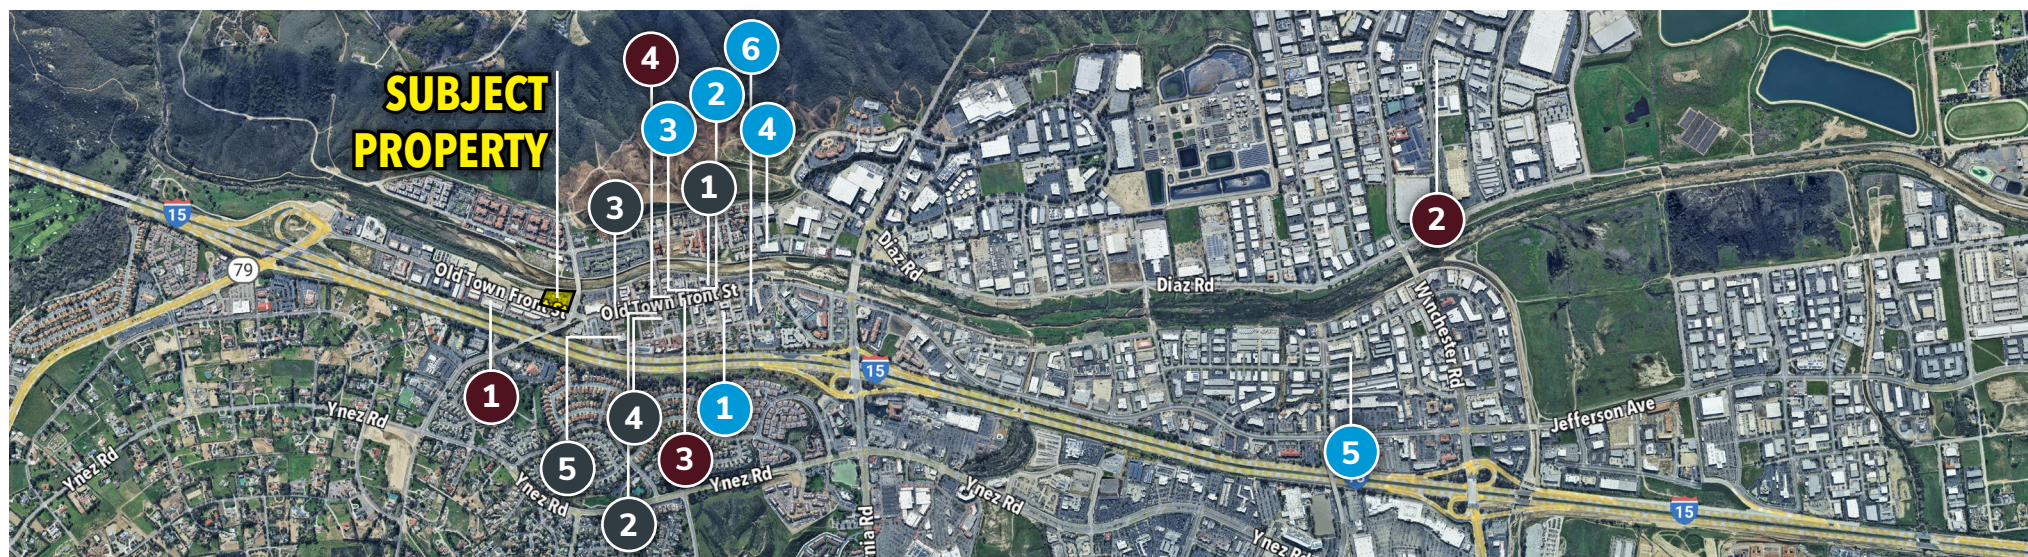 SUBJECT
PROPERTY
4
6
2
3
4
1
3
2
15
79
Old Town Front St
Old Town Front St
Diaz Rd
Diaz Rd
Winchester Rd
15
1
4
1
5
3
2
5
Ynez Rd
Ynez Rd
Ynez Rd
Ynez Rd
Ynez Rd
Jefferson Ave
15